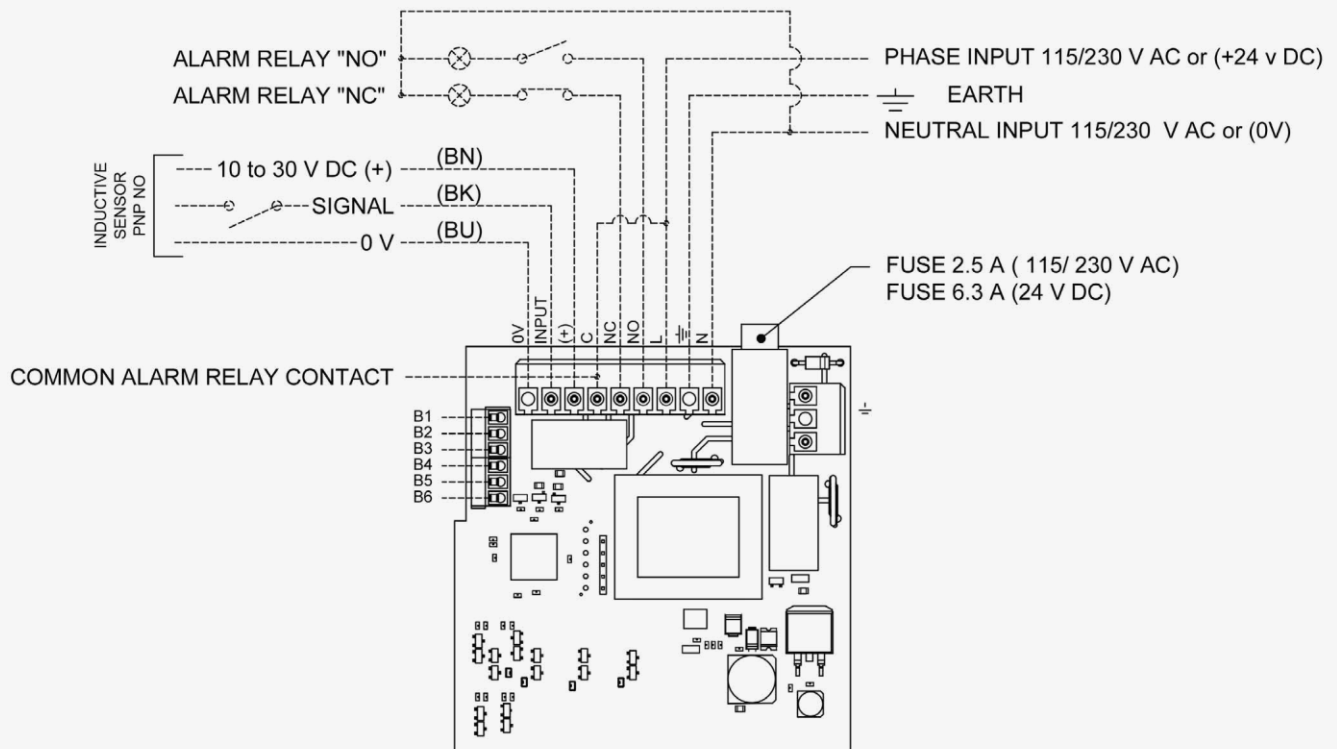 ALARM RELAY "NO"
PHASE INPUT 115/230 V AC or (+24 v DC)
ALARM RELAY "NC"
EARTH
NEUTRAL INPUT 115/230 V AC or (0V)
INDUCTIVE
SENSOR
PNP NO
10 to 30 V DC (+) (BN)
SIGNAL (BK)
0 V (BU)
FUSE 2.5 A ( 115/ 230 V AC)
FUSE 6.3 A (24 V DC)
0V
INPUT
(+)
C
NC
NO
L
N
COMMON ALARM RELAY CONTACT
B1
B2
B3
B4
B5
B6